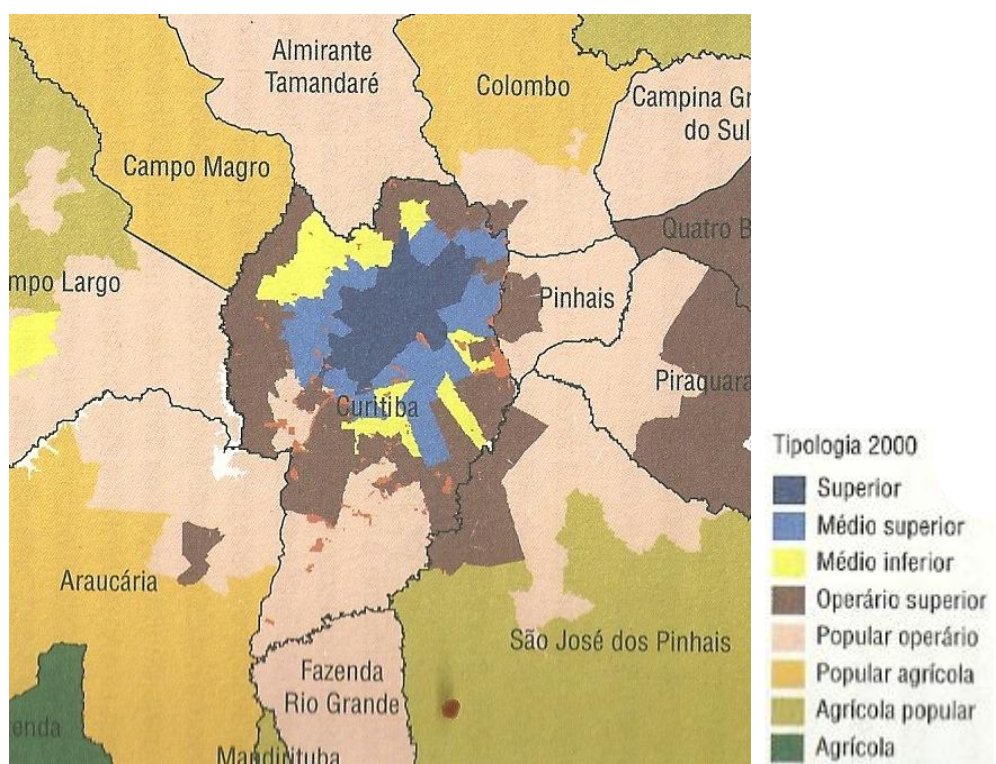 Almirante
Tamandaré
Colombo
Campina Gr
do Sul
Campo Magro
Quatro B
mpo Largo
Pinhais
Piraquara
Curitiba
Araucária
São José dos Pinhais
Fazenda
Rio Grande
enda
Mandirituba
Tipologia 2000
Superior
Médio superior
Médio inferior
Operário superior
Popular operário
Popular agrícola
Agrícola popular
Agrícola